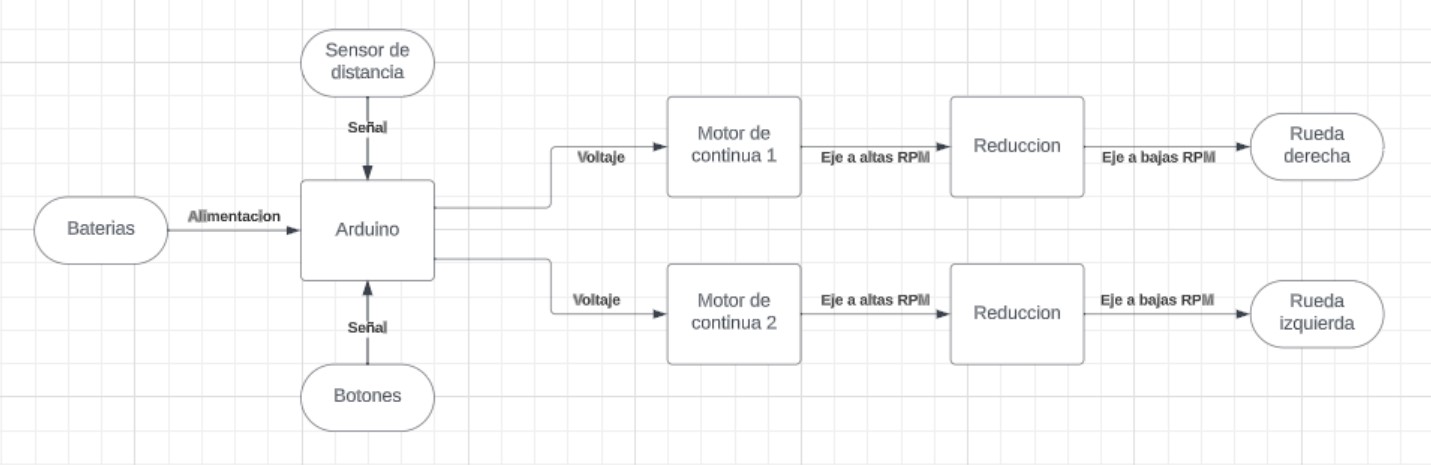 Sensor de
distancia
Señal
Baterias
Alimentacion
Arduino
Señal
Botones
Voltaje
Motor de
continua 1
Eje a altas RPM
Reduccion
Eje a bajas RPM
Rueda
derecha
Voltaje
Motor de
continua 2
Eje a altas RPM
Reduccion
Eje a bajas RPM
Rueda
izquierda